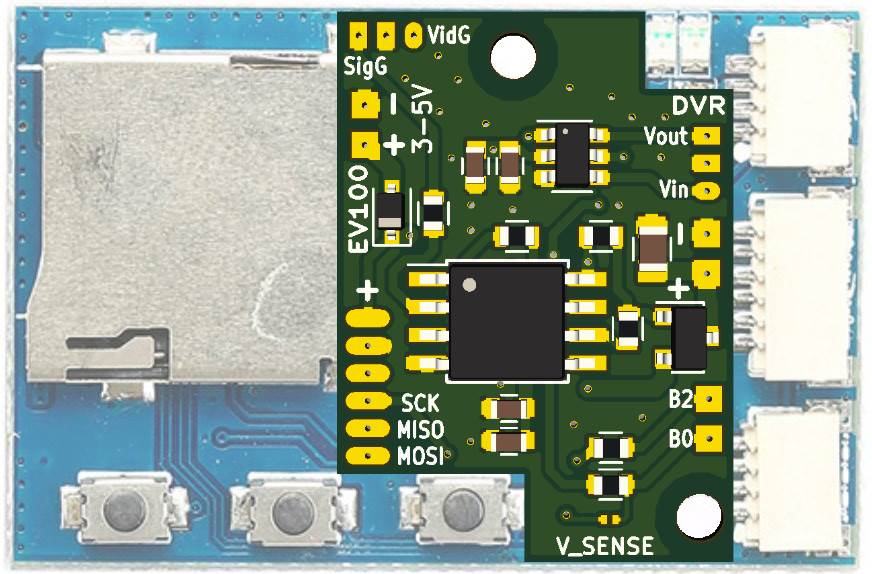 VidG
SigG
-
+
3-5V
DVR
Vout
Vin
EV100
-
+
+
SCK
MISO
MOSI
B2
B0
V_SENSE